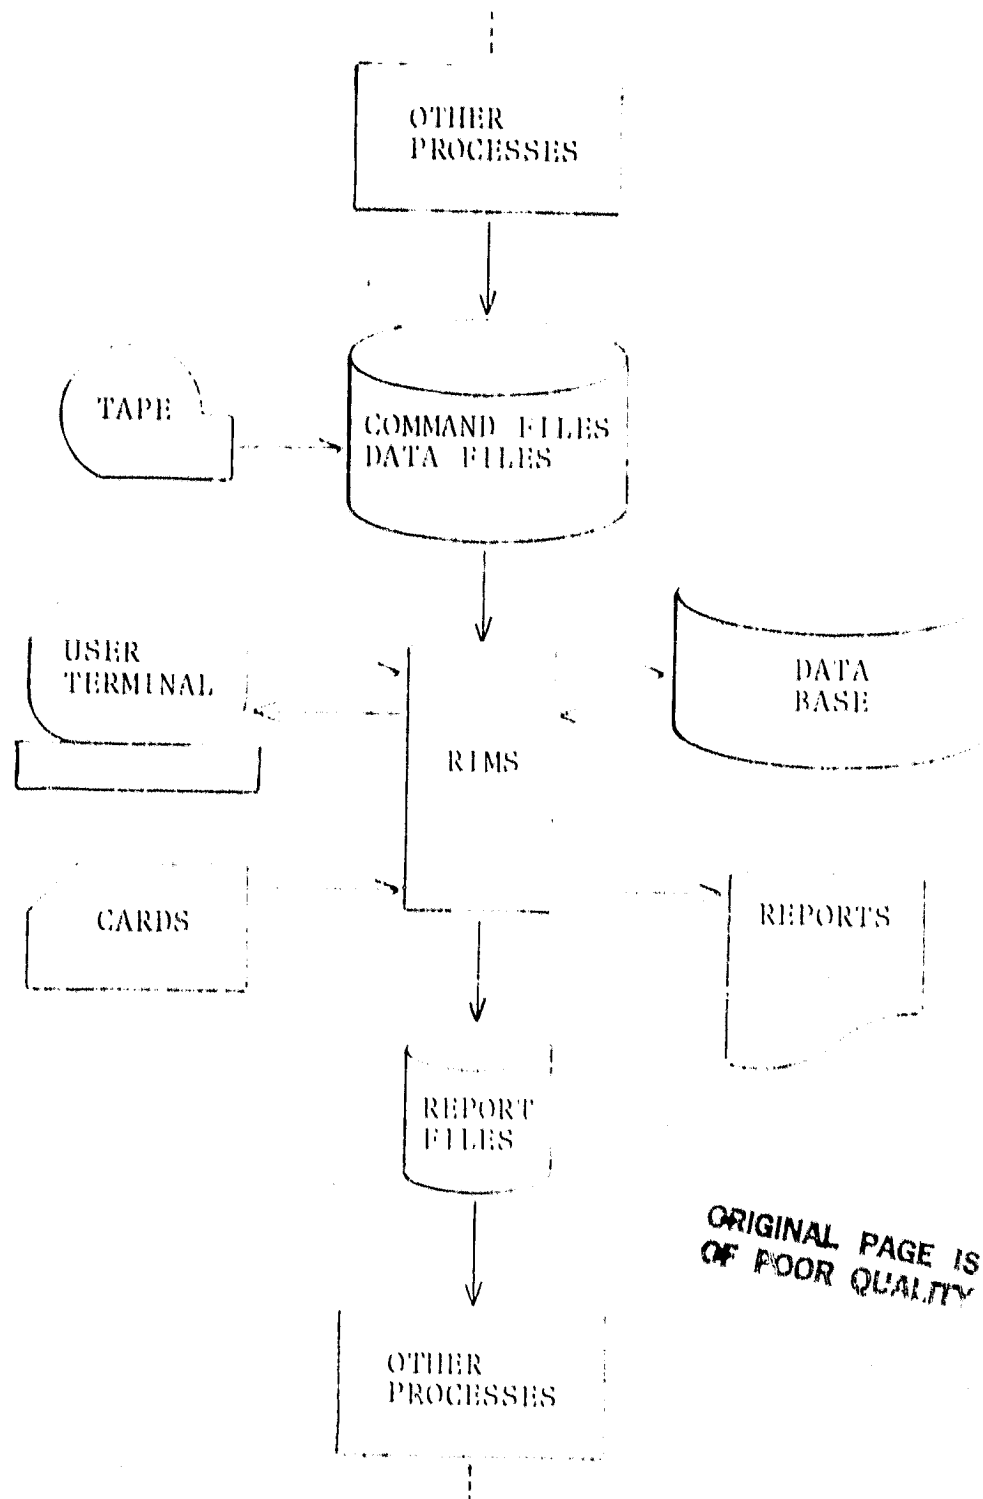 OTHER
PROCESSES
TAPE
COMMAND FILES
DATA FILES
USER
TERMINAL
DATA
BASE
RIMS
CARDS
REPORTS
REPORT
FILES
ORIGINAL PAGE IS
OF POOR QUALITY
OTHER
PROCESSES